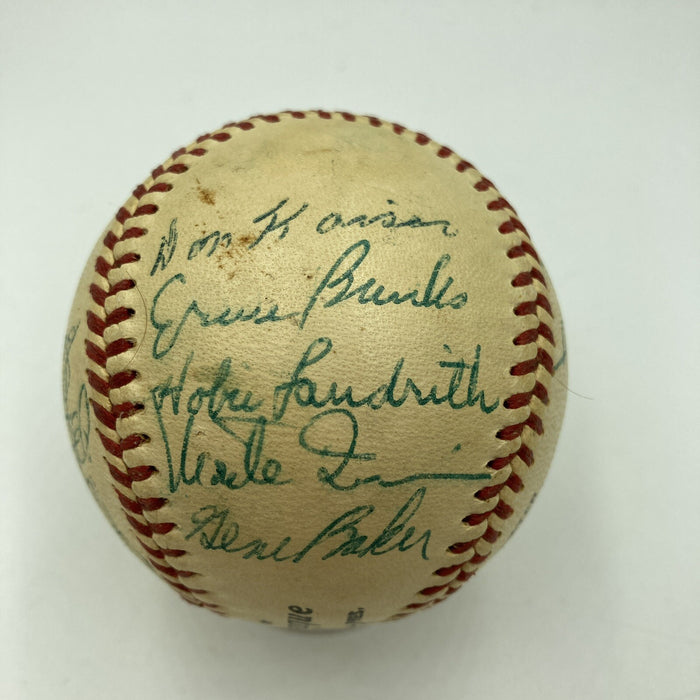 Don Kaiser
Ernie Banks
Hobie Landrith
Gene Baker